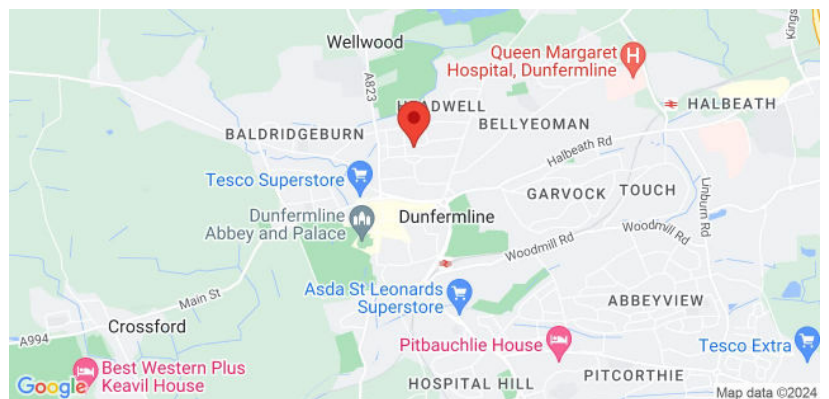 Wellwood
A823
Queen Margaret
Hospital, Dunfermline
H
Kings
HEADWELL
HALBEATH
BALDRIDGEBURN
BELLYEOMAN
Halbeath Rd
Tesco Superstore
GARVOCK
TOUCH
Linburn Rd
Dunfermline
Abbey and Palace
Dunfermline
Woodmill Rd
Woodmill Rd
Main St
Asda St Leonards
Superstore
ABBEYVIEW
Crossford
A994
Pitbauchlie House
Tesco Extra
Best Western Plus
Keavil House
PITCORTHIE
HOSPITAL HILL
Google
Map data ©2024